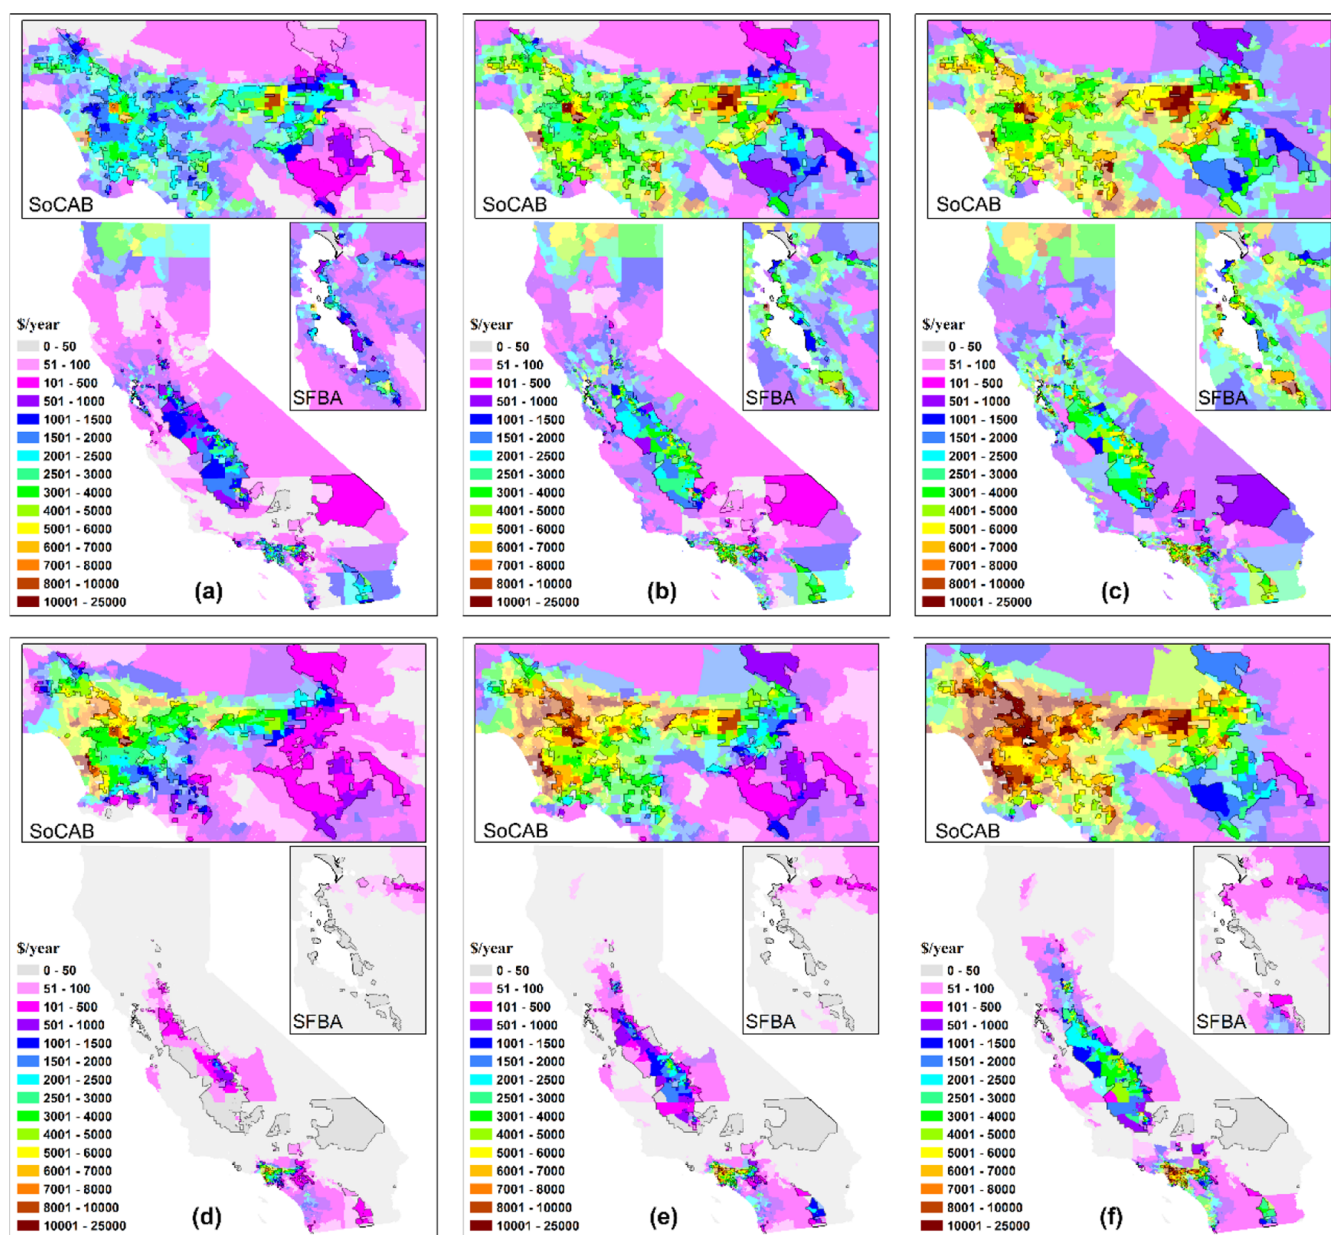 SoCAB
SFBA
$/year
0 - 50
51 - 100
101 - 500
501 - 1000
1001 - 1500
1501 - 2000
2001 - 2500
2501 - 3000
3001 - 4000
4001 - 5000
5001 - 6000
6001 - 7000
7001 - 8000
8001 - 10000
10001 - 25000
(a)
SoCAB
SFBA
$/year
0 - 50
51 - 100
101 - 500
501 - 1000
1001 - 1500
1501 - 2000
2001 - 2500
2501 - 3000
3001 - 4000
4001 - 5000
5001 - 6000
6001 - 7000
7001 - 8000
8001 - 10000
10001 - 25000
(b)
SoCAB
SFBA
$/year
0 - 50
51 - 100
101 - 500
501 - 1000
1001 - 1500
1501 - 2000
2001 - 2500
2501 - 3000
3001 - 4000
4001 - 5000
5001 - 6000
6001 - 7000
7001 - 8000
8001 - 10000
10001 - 25000
(c)
SoCAB
SFBA
$/year
0 - 50
51 - 100
101 - 500
501 - 1000
1001 - 1500
1501 - 2000
2001 - 2500
2501 - 3000
3001 - 4000
4001 - 5000
5001 - 6000
6001 - 7000
7001 - 8000
8001 - 10000
10001 - 25000
(d)
SoCAB
SFBA
$/year
0 - 50
51 - 100
101 - 500
501 - 1000
1001 - 1500
1501 - 2000
2001 - 2500
2501 - 3000
3001 - 4000
4001 - 5000
5001 - 6000
6001 - 7000
7001 - 8000
8001 - 10000
10001 - 25000
(e)
SoCAB
SFBA
$/year
0 - 50
51 - 100
101 - 500
501 - 1000
1001 - 1500
1501 - 2000
2001 - 2500
2501 - 3000
3001 - 4000
4001 - 5000
5001 - 6000
6001 - 7000
7001 - 8000
8001 - 10000
10001 - 25000
(f)